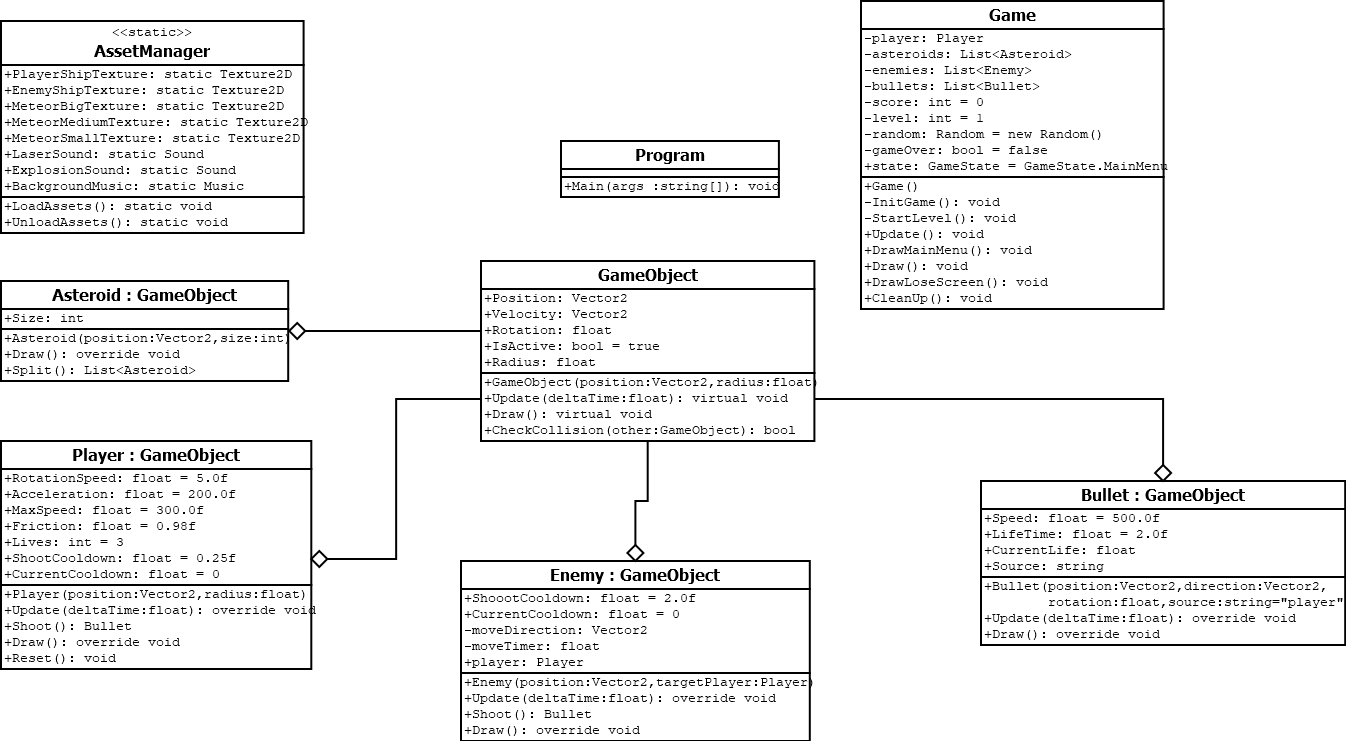 <<static>>
AssetManager
+PlayerShipTexture: static Texture2D
+EnemyShipTexture: static Texture2D
+MeteorBigTexture: static Texture2D
+MeteorMediumTexture: static Texture2D
+MeteorSmallTexture: static Texture2D
+LaserSound: static Sound
+ExplosionSound: static Sound
+BackgroundMusic: static Music
+LoadAssets(): static void
+UnloadAssets(): static void
Program
+Main(args :string[]): void
Game
-player: Player
-asteroids: List<Asteroid>
-enemies: List<Enemy>
-bullets: List<Bullet>
-score: int = 0
-level: int = 1
-random: Random = new Random()
-gameOver: bool = false
+state: GameState = GameState.MainMenu
+Game()
-InitGame(): void
-StartLevel(): void
+Update(): void
+DrawMainMenu(): void
+Draw(): void
+DrawLoseScreen(): void
+CleanUp(): void
Asteroid : GameObject
+Size: int
+Asteroid(position:Vector2,size:int)
+Draw(): override void
+Split(): List<Asteroid>
GameObject
+Position: Vector2
+Velocity: Vector2
+Rotation: float
+IsActive: bool = true
+Radius: float
+GameObject(position:Vector2,radius:float)
+Update(deltaTime:float): virtual void
+Draw(): virtual void
+CheckCollision(other:GameObject): bool
Player : GameObject
+RotationSpeed: float = 5.0f
+Acceleration: float = 200.0f
+MaxSpeed: float = 300.0f
+Friction: float = 0.98f
+Lives: int = 3
+ShootCooldown: float = 0.25f
+CurrentCooldown: float = 0
+Player(position:Vector2,radius:float)
+Update(deltaTime:float): override void
+Shoot(): Bullet
+Draw(): override void
+Reset(): void
Enemy : GameObject
+ShoootCooldown: float = 2.0f
+CurrentCooldown: float = 0
-moveDirection: Vector2
-moveTimer: float
+player: Player
+Enemy(position:Vector2,targetPlayer:Player)
+Update(deltaTime:float): override void
+Shoot(): Bullet
+Draw(): override void
Bullet : GameObject
+Speed: float = 500.0f
+LifeTime: float = 2.0f
+CurrentLife: float
+Source: string
+Bullet(position:Vector2,direction:Vector2,
rotation:float,source:string="player"
+Update(deltaTime:float): override void
+Draw(): override void